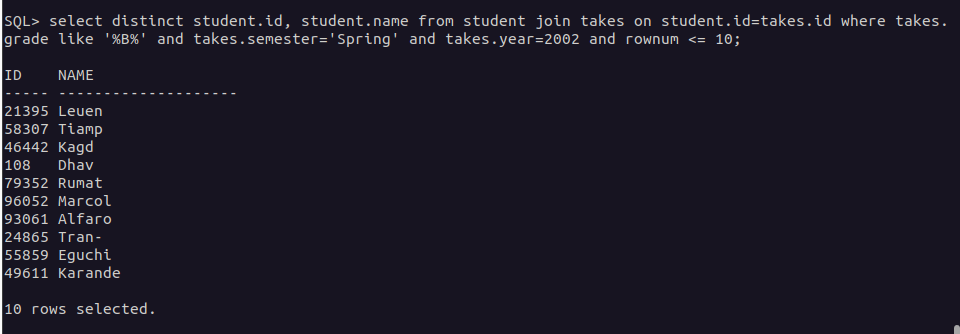 SQL> select distinct student.id, student.name from student join takes on student.id=takes.id where takes.
grade like '%B%' and takes.semester='Spring' and takes.year=2002 and rownum <= 10;
ID    NAME
----- --------------------
21395 Leuen
58307 Tiamp
46442 Kagd
108   Dhav
79352 Rumat
96052 Marcol
93061 Alfaro
24865 Tran-
55859 Eguchi
49611 Karande
10 rows selected.